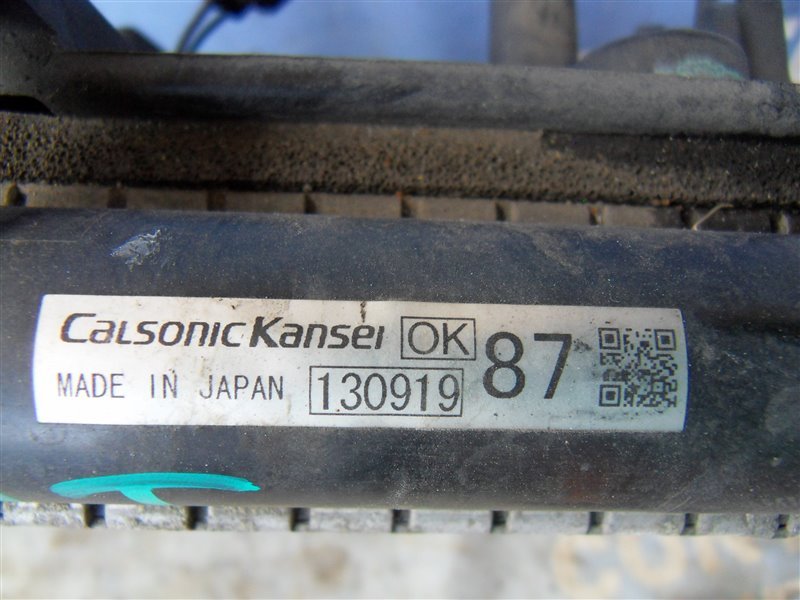 CALSONIC Kansei OK 87
MADE IN JAPAN 130919